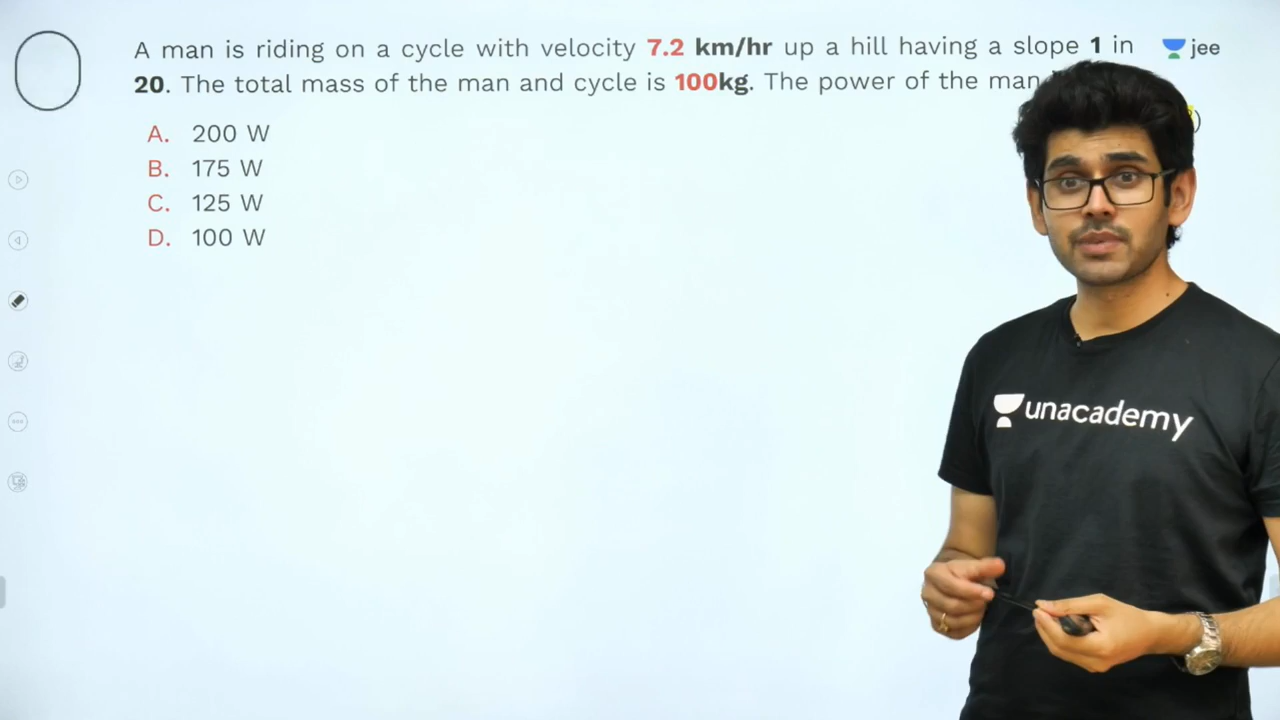 A man is riding on a cycle with velocity 7.2 km/hr up a hill having a slope 1 in
20. The total mass of the man and cycle is 100kg. The power of the man
A. 200 W
B. 175 W
C. 125 W
D. 100 W
jee
unacademy